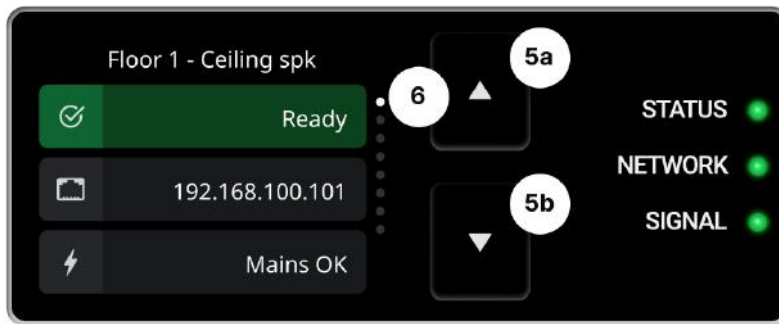 Floor 1 - Ceiling spk
Ready
192.168.100.101
Mains OK
6
5a
5b
STATUS
NETWORK
SIGNAL